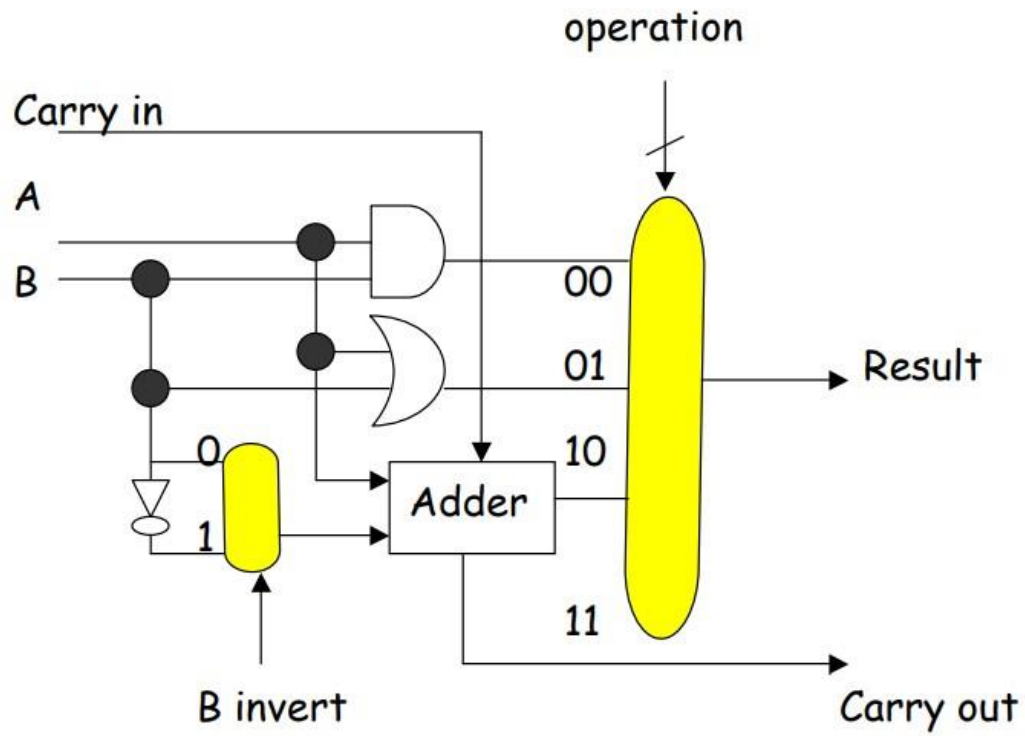 operation
Carry in
A
B
00
01
Result
0
10
Adder
1
11
B invert
Carry out